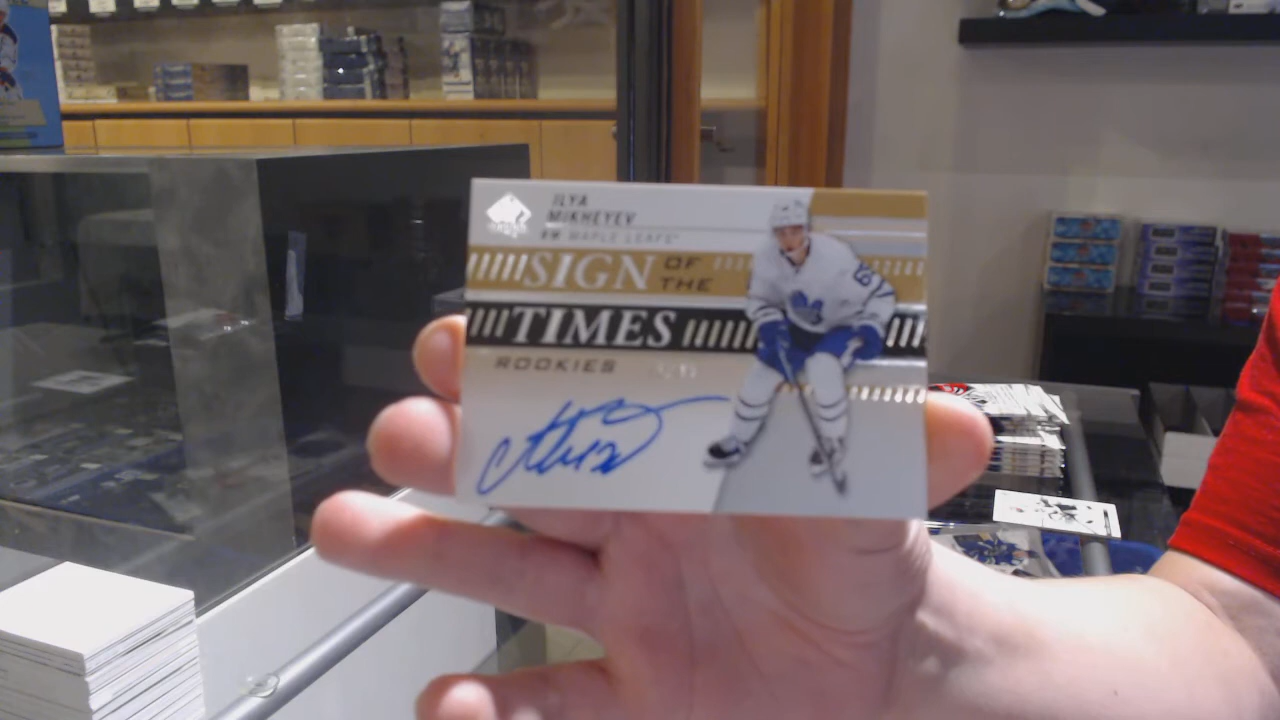 ILYA
MIKHEYEV
RW MAPLE LEAFS
SIGN OF
THE
TIMES
ROOKIES